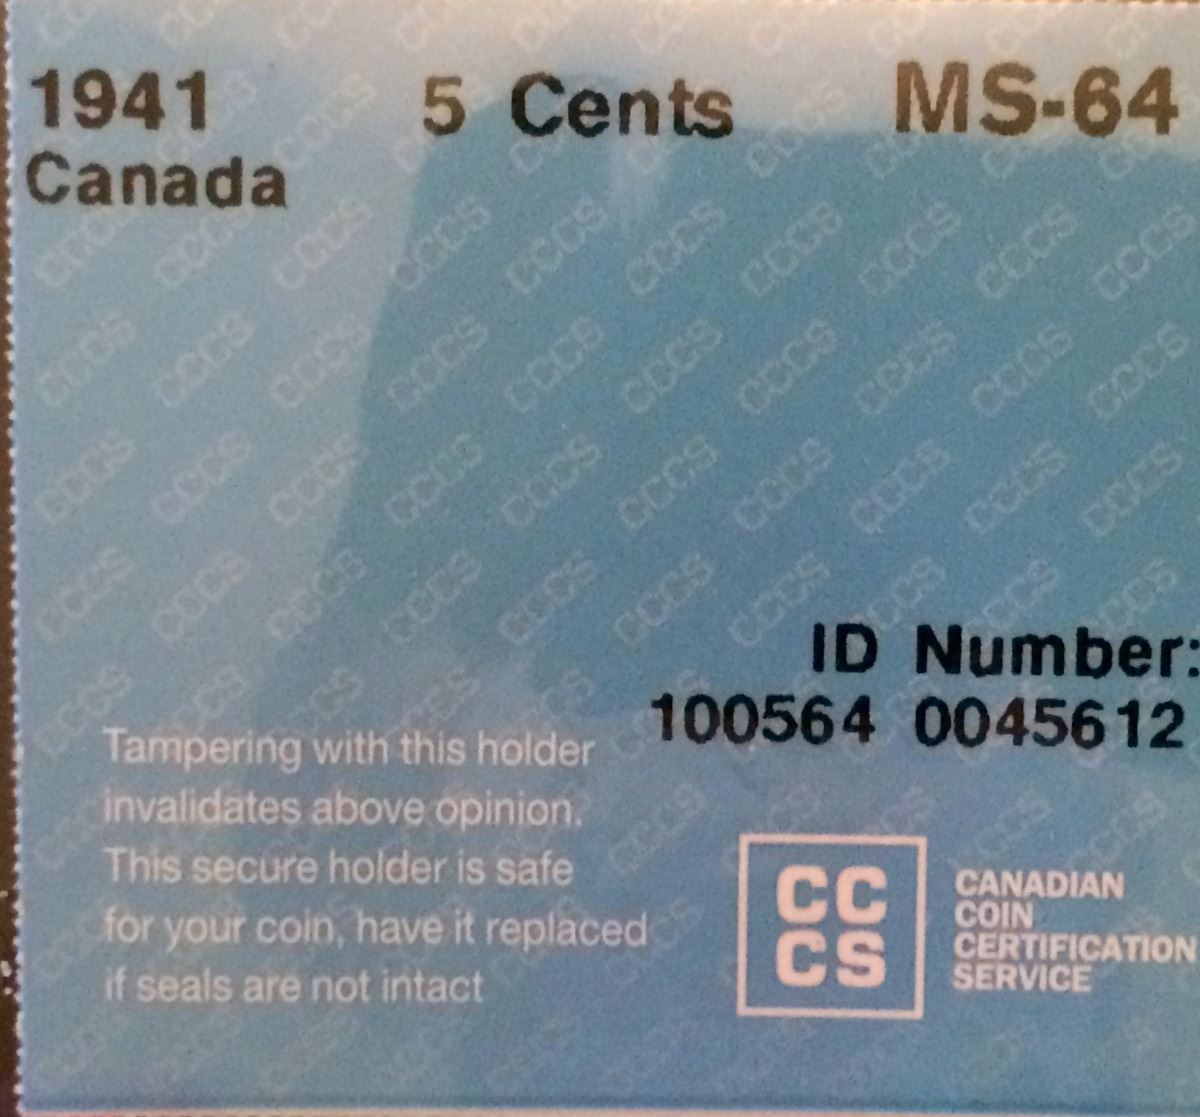 1941 5 Cents MS-64
Canada
ID Number:
100564 0045612
Tampering with this holder
invalidates above opinion.
This secure holder is safe
for your coin, have it replaced
if seals are not intact
CC
CS
CANADIAN
COIN
CERTIFICATION
SERVICE